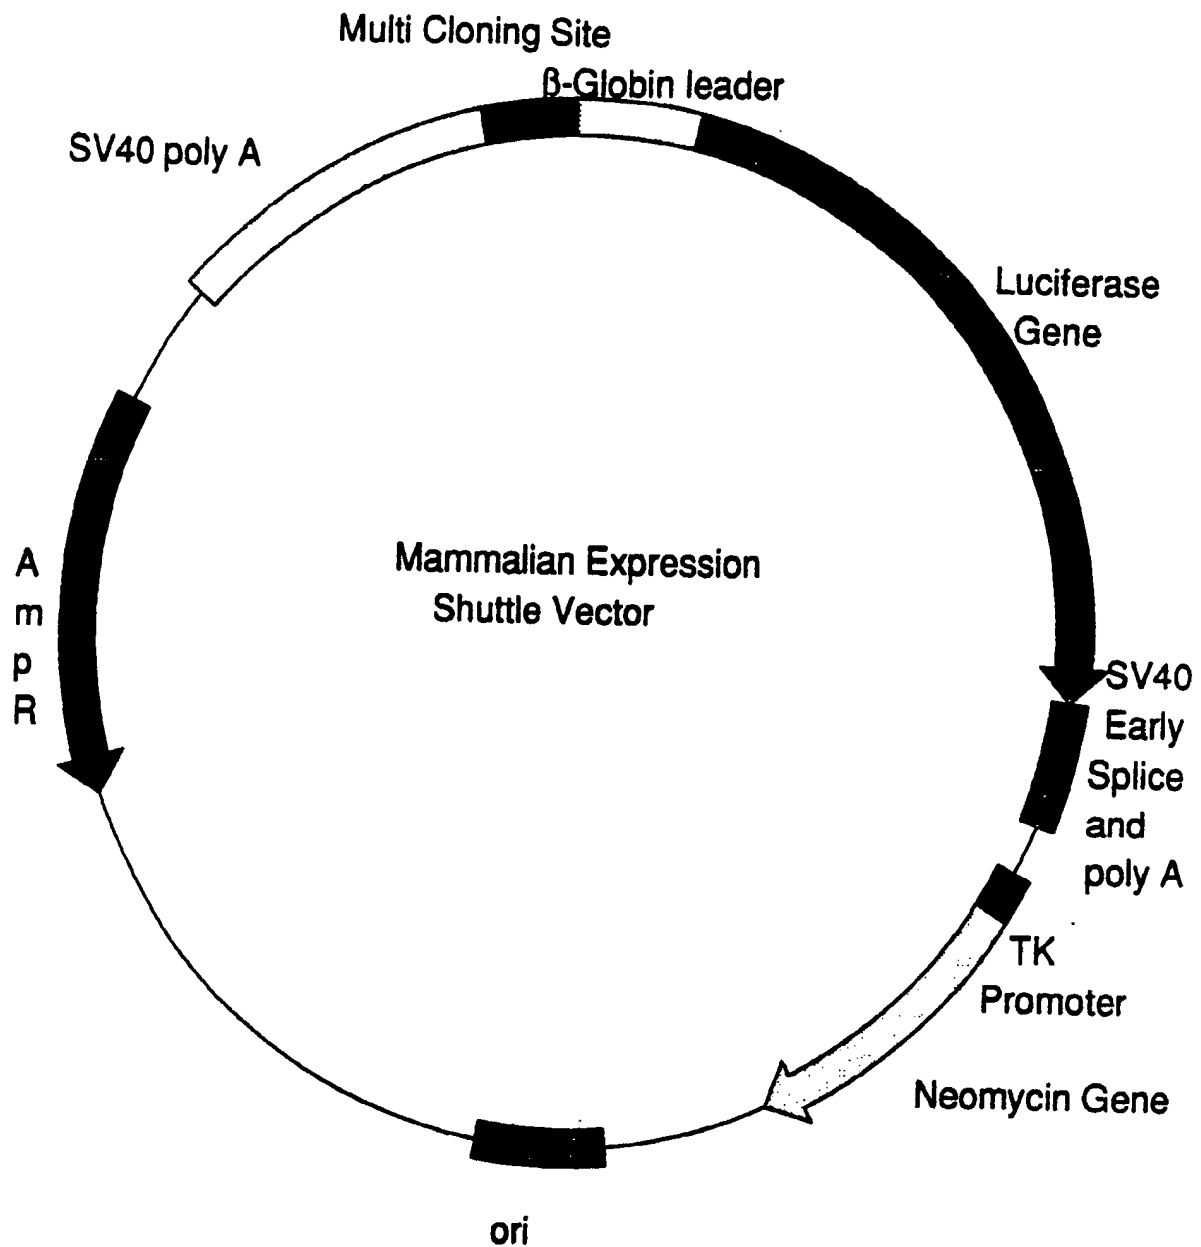 Multi Cloning Site
β-Globin leader
SV40 poly A
Luciferase
Gene
Mammalian Expression
Shuttle Vector
A
m
p
R
SV40
Early
Splice
and
poly A
TK
Promoter
Neomycin Gene
ori